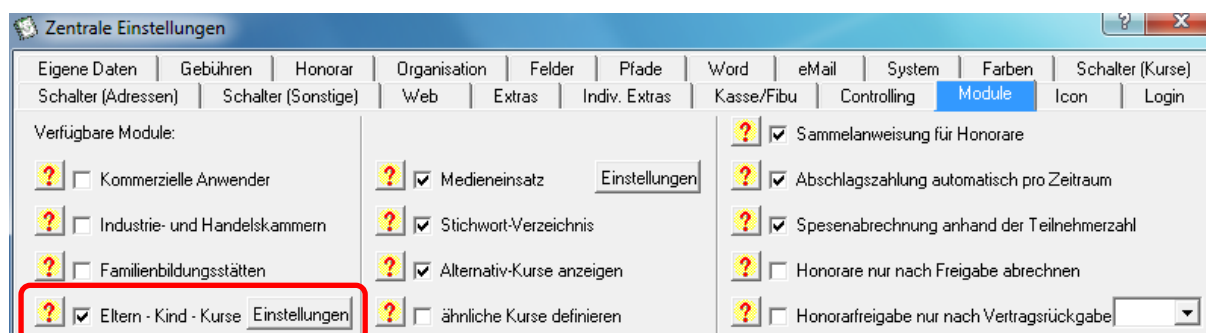 Zentrale Einstellungen
Eigene Daten Gebühren Honorar Organisation Felder Pfade Word eMail System Farben Schalter (Kurse)
Schalter (Adressen) Schalter (Sonstige) Web Extras Indiv. Extras Kasse/Fibu Controlling Module Icon Login
Verfügbare Module:
? Sammelanweisung für Honorare
? Kommerzielle Anwender ? Medieneinsatz Einstellungen ? Abschlagszahlung automatisch pro Zeitraum
? Industrie- und Handelskammern ? Stichwort-Verzeichnis ? Spesenabrechnung anhand der Teilnehmerzahl
? Familienbildungsstätten ? Alternativ-Kurse anzeigen ? Honorare nur nach Freigabe abrechnen
? Eltern - Kind - Kurse Einstellungen ? ähnliche Kurse definieren ? Honorarfreigabe nur nach Vertragsrückgabe